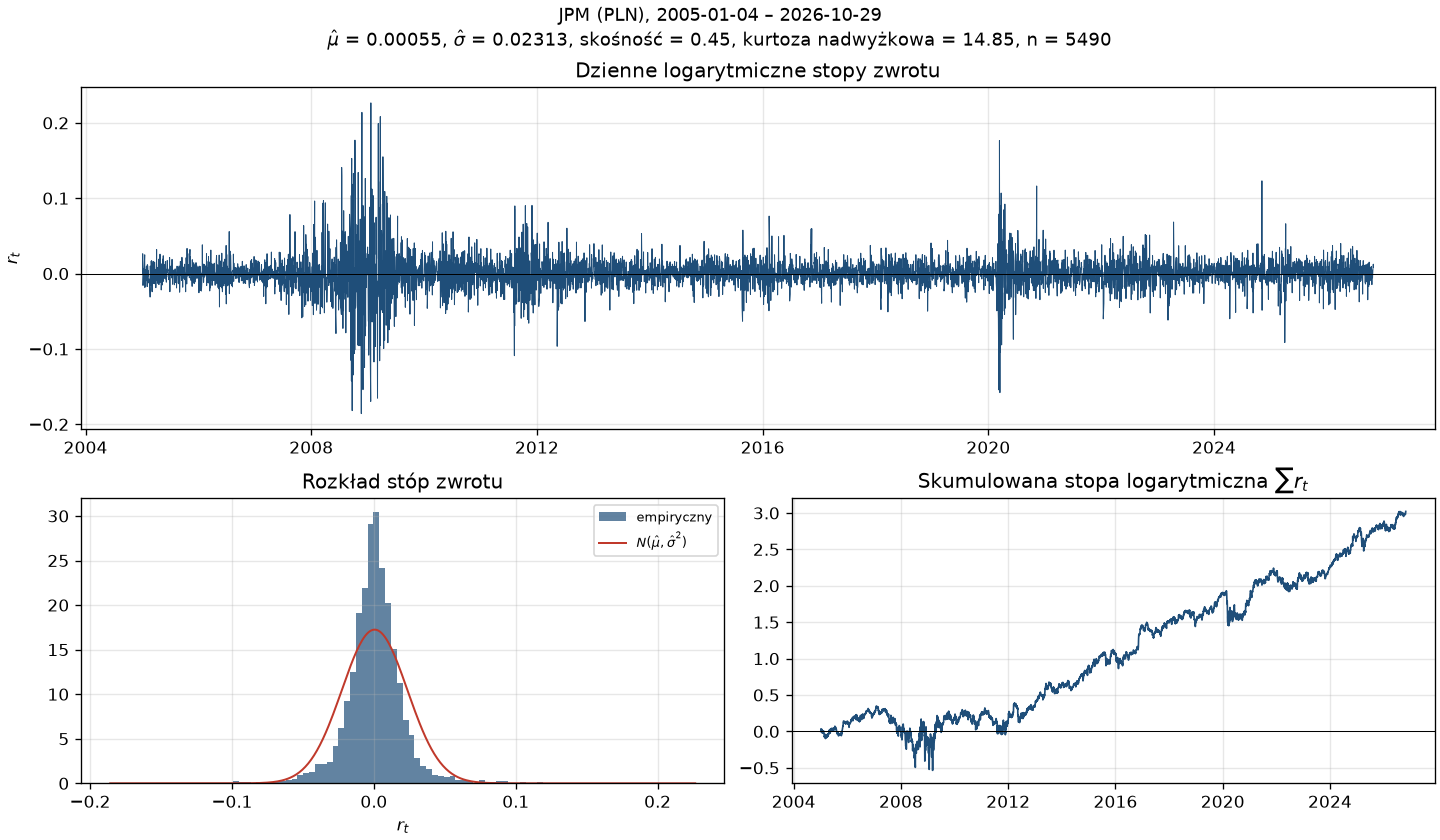 JPM (PLN), 2005-01-04 – 2026-10-29
μ̂ = 0.00055, σ̂ = 0.02313, skośność = 0.45, kurtoza nadwyżkowa = 14.85, n = 5490
Dzienne logarytmiczne stopy zwrotu
0.2
0.1
0.0
−0.1
−0.2
r_t
2004 2008 2012 2016 2020 2024
Rozkład stóp zwrotu
30
25
20
15
10
5
0
empiryczny
N(μ̂, σ̂²)
−0.2 −0.1 0.0 0.1 0.2
r_t
Skumulowana stopa logarytmiczna ∑r_t
3.0
2.5
2.0
1.5
1.0
0.5
0.0
−0.5
2004 2008 2012 2016 2020 2024